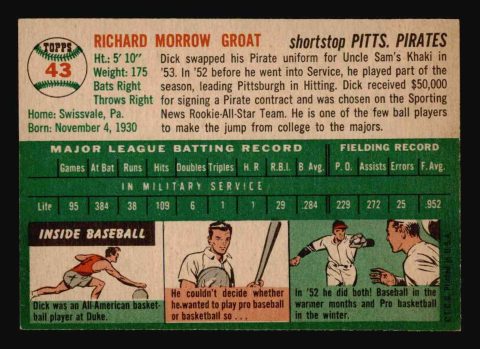 TOPPS
43
RICHARD MORROW GROAT
shortstop PITTS. PIRATES
Ht.: 5' 10"
Weight: 175
Bats Right
Throws Right
Home: Swissvale, Pa.
Born: November 4, 1930
Dick swapped his Pirate uniform for Uncle Sam's Khaki
in '53. In '52 before he went into Service, he played part of the
season, leading Pittsburgh in Hitting. Dick received $50,000
for signing a Pirate contract and was chosen on the Sporting
News Rookie-All-Star Team. He is one of the few ball players
to make the jump from college to the majors.
MAJOR LEAGUE BATTING RECORD
FIELDING RECORD
Games At Bat Runs Hits Doubles Triples H. R R.B.I. B Avg. P. O. Assists Errors F. Avg.
IN MILITARY SERVICE
Life 95 384 38 109 6 1 1 29 .284 229 272 25 .952
INSIDE BASEBALL
Dick was an All-American basket-
ball player at Duke.
He couldn't decide whether
he wanted to play pro baseball
or basketball so . . .
In '52 he did both! Baseball in the
warmer months and Pro basketball
in the winter.